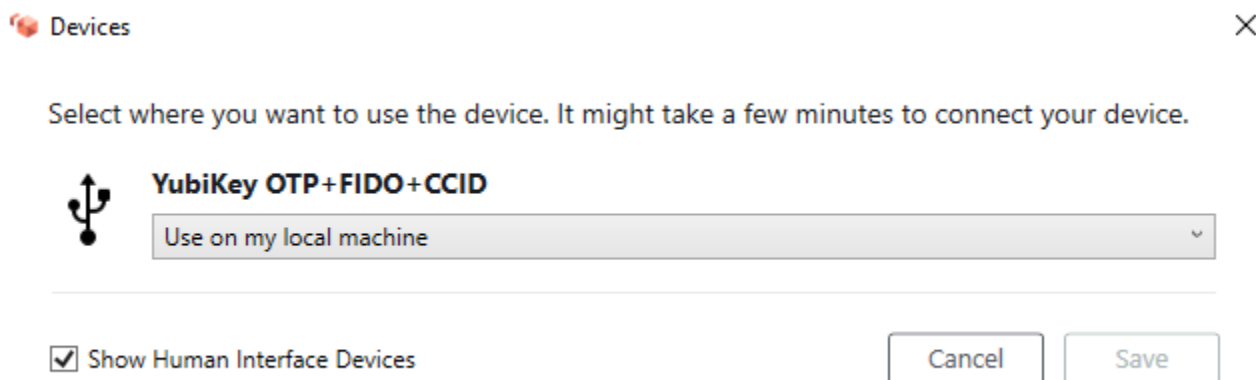 Devices
Select where you want to use the device. It might take a few minutes to connect your device.
YubiKey OTP+FIDO+CCID
Use on my local machine
Show Human Interface Devices
Cancel
Save